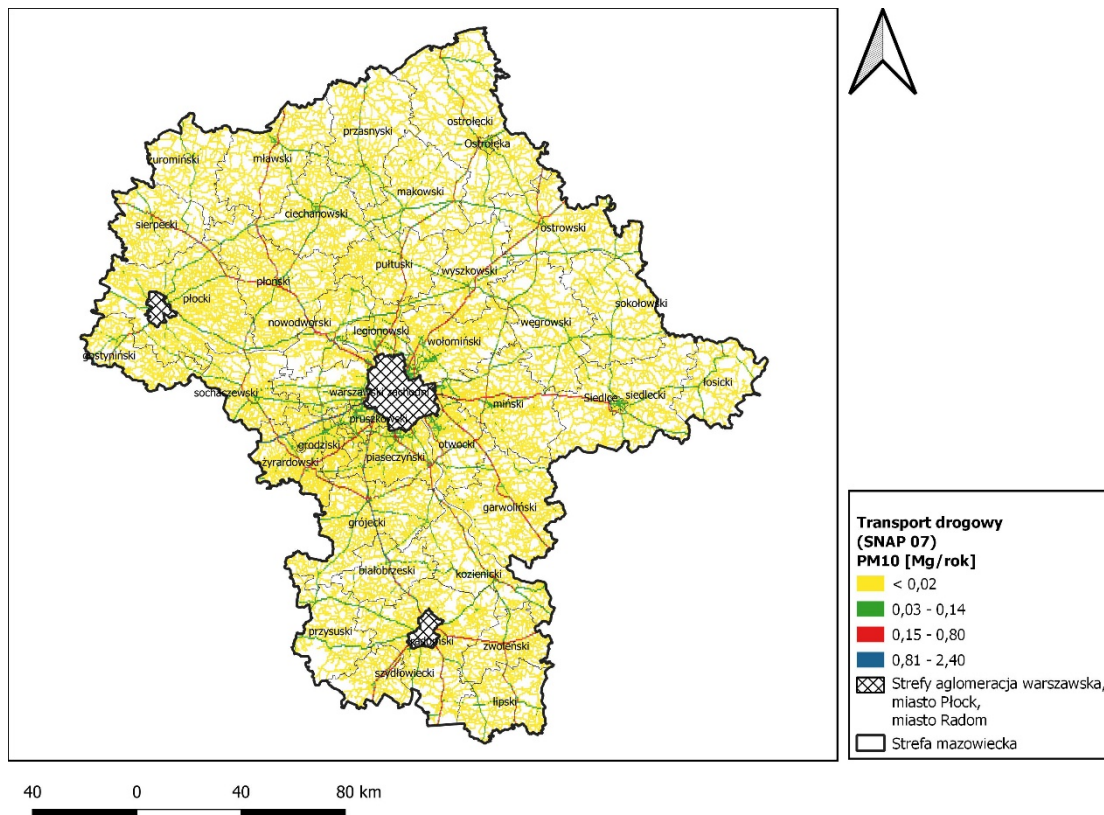 ostrołęcki
Ostrołęka
przasnyski
żuromiński
mławski
makowski
ciechanowski
sierpecki
ostrowski
pułtuski
wyszkowski
płoński
płocki
sokołowski
nowodworski
węgrowski
legionowski
wołomiński
gostyniński
łosicki
sochaczewski
warszawski zachodni
miński
Siedlce
siedlecki
pruszkowski
grodziski
otwocki
piaseczyński
żyrardowski
garwoliński
grójecki
białobrzeski
kozienicki
przysuski
radomski
zwoleński
szydłowiecki
lipski
Transport drogowy
(SNAP 07)
PM10 [Mg/rok]
< 0,02
0,03 - 0,14
0,15 - 0,80
0,81 - 2,40
Strefy aglomeracja warszawska,
miasto Płock,
miasto Radom
Strefa mazowiecka
40 0 40 80 km